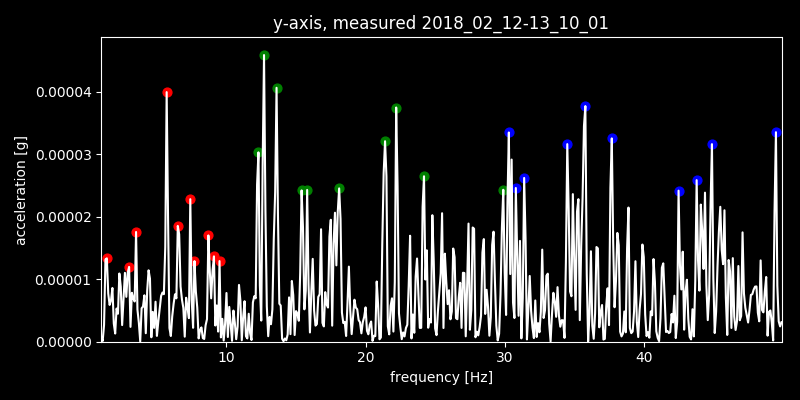 y-axis, measured 2018_02_12-13_10_01
acceleration [g]
0.00004
0.00003
0.00002
0.00001
0.00000
10 20 30 40
frequency [Hz]